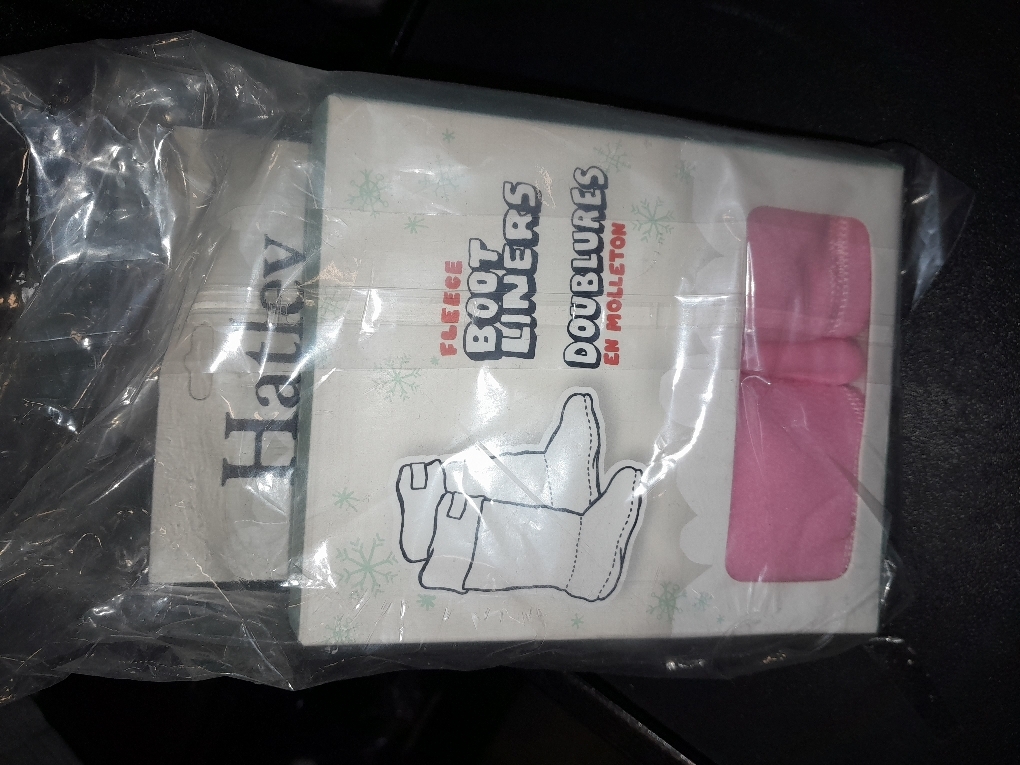 Hatley
FLEECE
BOOT
LINERS
DOUBLURES
EN MOLLETON